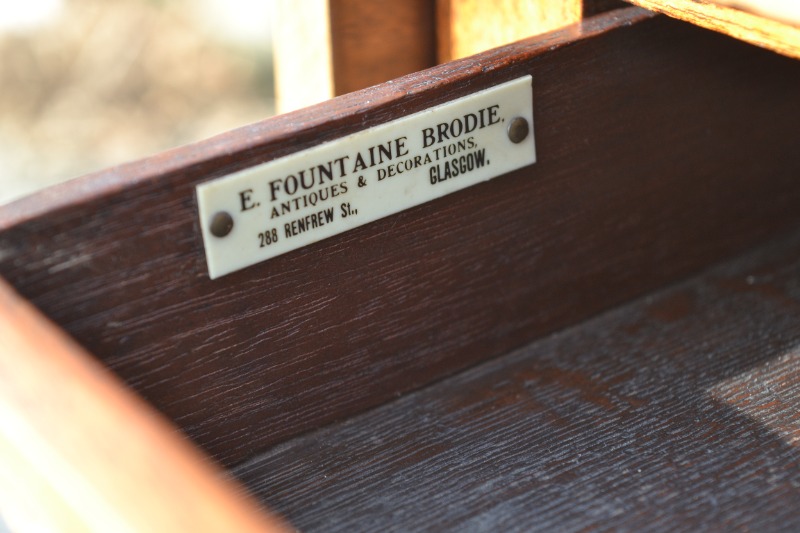 E. FOUNTAINE BRODIE.
ANTIQUES & DECORATIONS,
288 RENFREW St., GLASGOW.